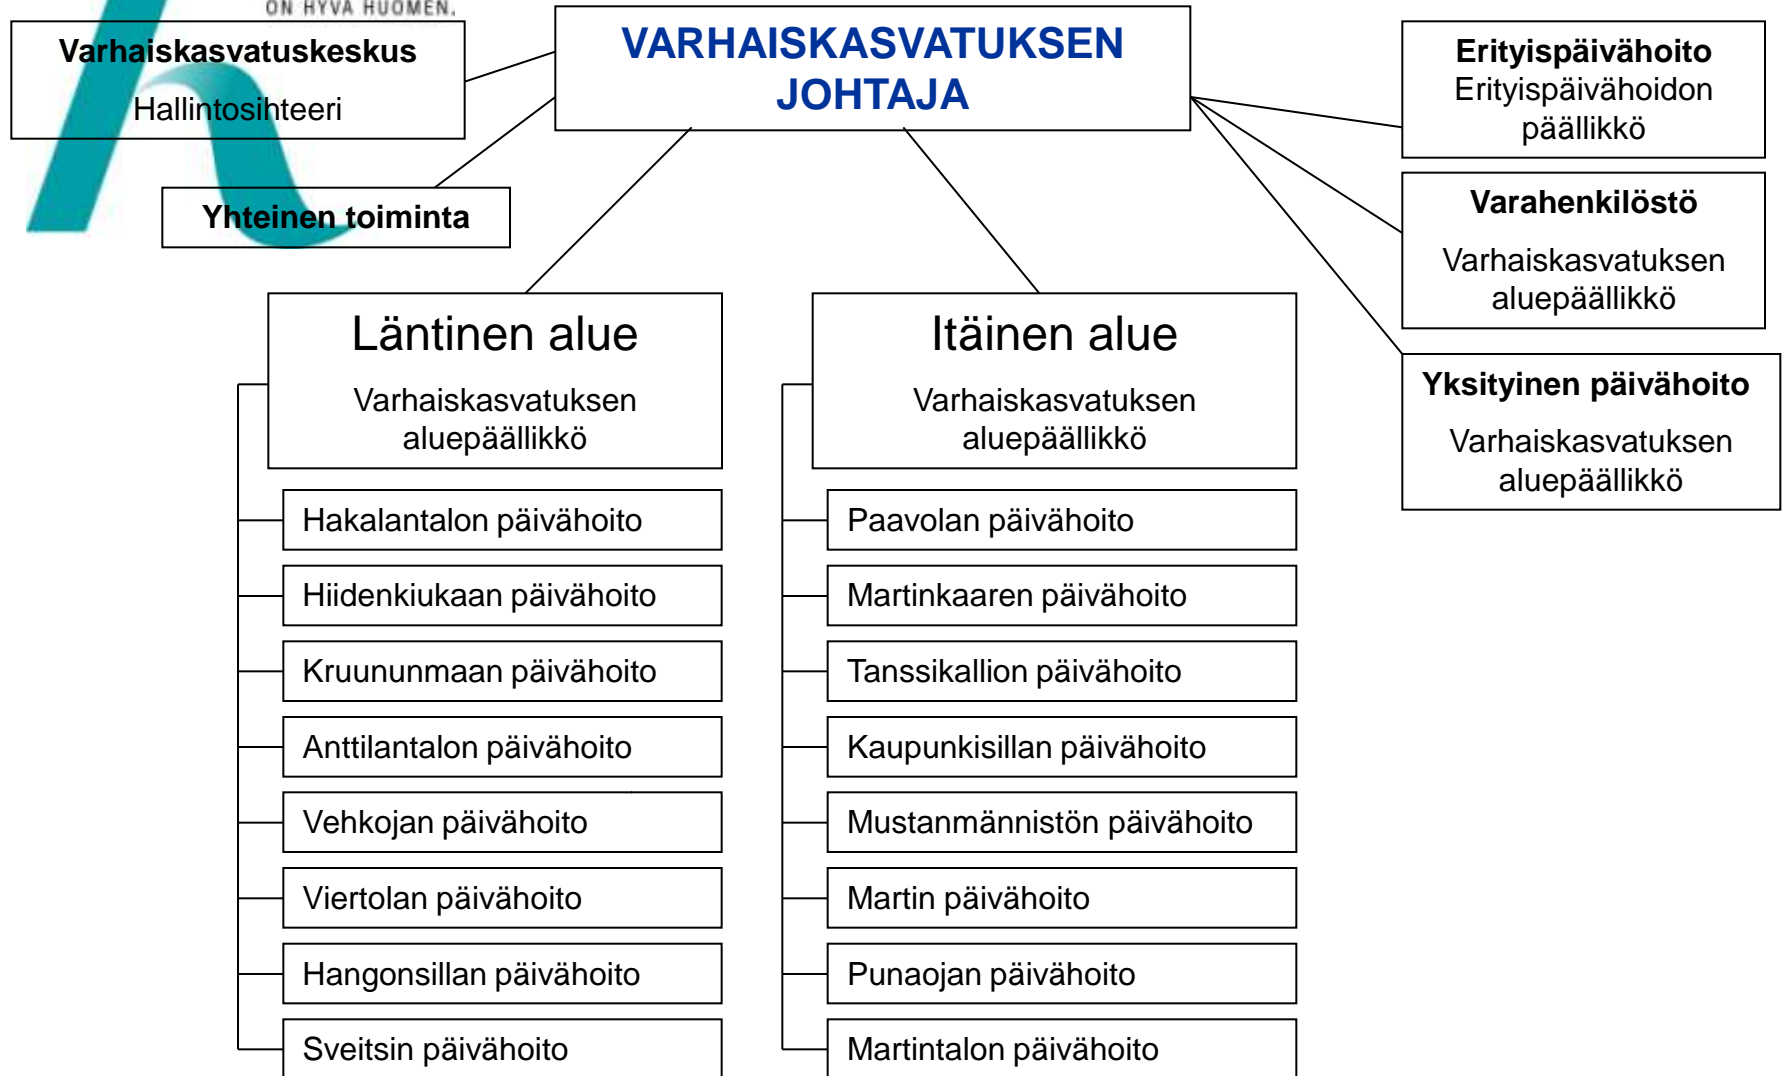 ON HYVÄ HUOMEN.
Varhaiskasvatuskeskus
Hallintosihteeri
VARHAISKASVATUKSEN
JOHTAJA
Erityispäivähoito
Erityispäivähoidon
päällikkö
Yhteinen toiminta
Varahenkilöstö
Varhaiskasvatuksen
aluepäällikkö
Yksityinen päivähoito
Varhaiskasvatuksen
aluepäällikkö
Läntinen alue
Varhaiskasvatuksen
aluepäällikkö
Hakalantalon päivähoito
Hiidenkiukaan päivähoito
Kruununmaan päivähoito
Anttilantalon päivähoito
Vehkojan päivähoito
Viertolan päivähoito
Hangonsillan päivähoito
Sveitsin päivähoito
Itäinen alue
Varhaiskasvatuksen
aluepäällikkö
Paavolan päivähoito
Martinkaaren päivähoito
Tanssikallion päivähoito
Kaupunkisillan päivähoito
Mustanmännistön päivähoito
Martin päivähoito
Punaojan päivähoito
Martintalon päivähoito